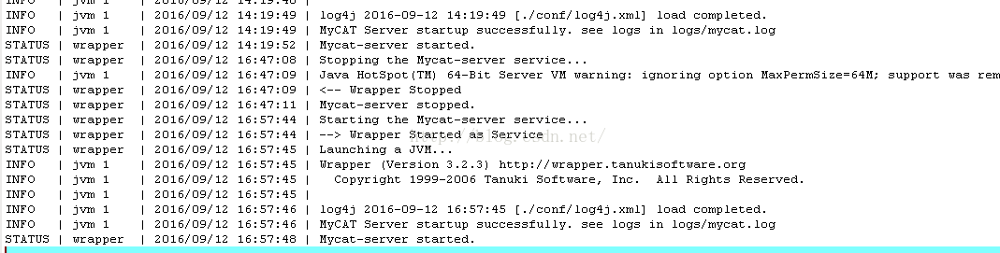 INFO | jvm 1 | 2016/09/12 14:19:48 |
INFO | jvm 1 | 2016/09/12 14:19:49 | log4j 2016-09-12 14:19:49 [./conf/log4j.xml] load completed.
INFO | jvm 1 | 2016/09/12 14:19:49 | MyCAT Server startup successfully. see logs in logs/mycat.log
STATUS | wrapper | 2016/09/12 14:19:52 | Mycat-server started.
STATUS | wrapper | 2016/09/12 16:47:08 | Stopping the Mycat-server service...
INFO | jvm 1 | 2016/09/12 16:47:09 | Java HotSpot(TM) 64-Bit Server VM warning: ignoring option MaxPermSize=64M; support was rem
STATUS | wrapper | 2016/09/12 16:47:09 | <-- Wrapper Stopped
STATUS | wrapper | 2016/09/12 16:47:11 | Mycat-server stopped.
STATUS | wrapper | 2016/09/12 16:57:44 | Starting the Mycat-server service...
STATUS | wrapper | 2016/09/12 16:57:44 | --> Wrapper Started as Service
http://blog.csdn.net/
STATUS | wrapper | 2016/09/12 16:57:45 | Launching a JVM...
INFO | jvm 1 | 2016/09/12 16:57:45 | Wrapper (Version 3.2.3) http://wrapper.tanukisoftware.org
INFO | jvm 1 | 2016/09/12 16:57:45 | Copyright 1999-2006 Tanuki Software, Inc. All Rights Reserved.
INFO | jvm 1 | 2016/09/12 16:57:45 |
INFO | jvm 1 | 2016/09/12 16:57:46 | log4j 2016-09-12 16:57:45 [./conf/log4j.xml] load completed.
INFO | jvm 1 | 2016/09/12 16:57:46 | MyCAT Server startup successfully. see logs in logs/mycat.log
STATUS | wrapper | 2016/09/12 16:57:48 | Mycat-server started.